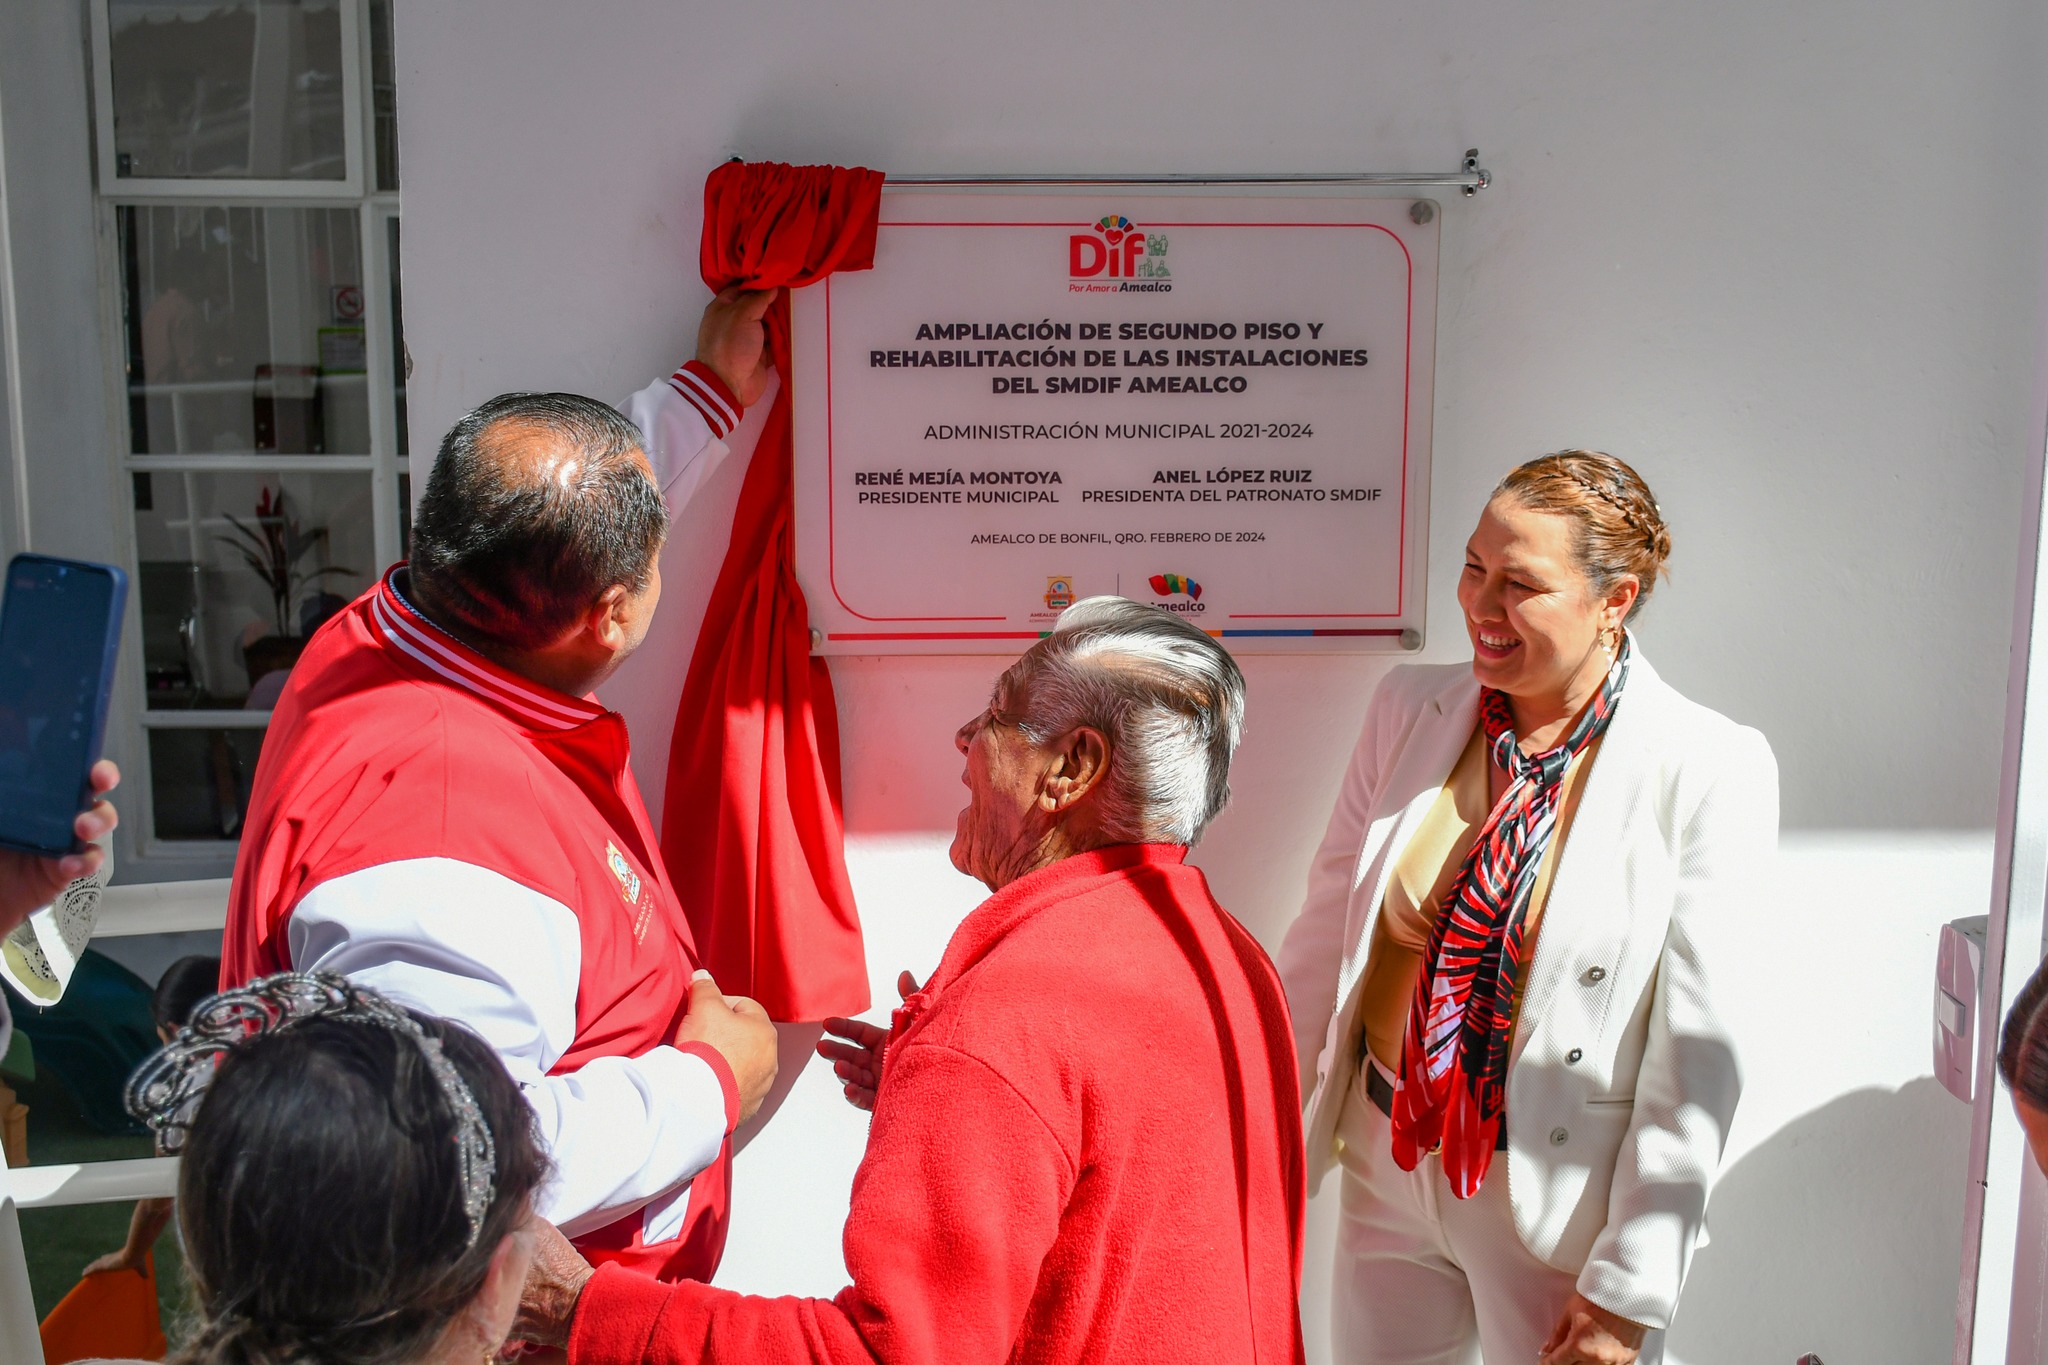 Dif
Por Amor a Amealco
AMPLIACIÓN DE SEGUNDO PISO Y
REHABILITACIÓN DE LAS INSTALACIONES
DEL SMDIF AMEALCO
ADMINISTRACIÓN MUNICIPAL 2021-2024
RENÉ MEJÍA MONTOYA
PRESIDENTE MUNICIPAL
ANEL LÓPEZ RUIZ
PRESIDENTA DEL PATRONATO SMDIF
AMEALCO DE BONFIL, QRO. FEBRERO DE 2024